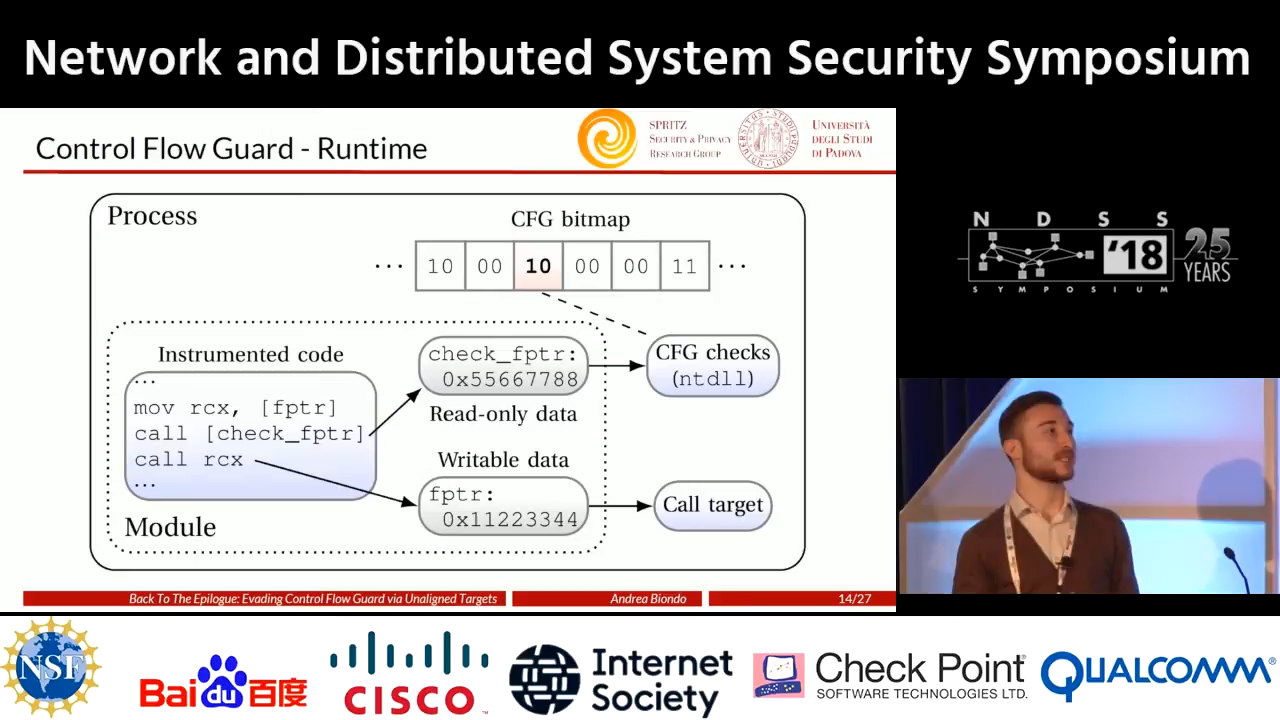 Network and Distributed System Security Symposium
Control Flow Guard - Runtime
SPRITZ
SECURITY & PRIVACY
RESEARCH GROUP
UNIVERSITÀ
DEGLI STUDI
DI PADOVA
Process
CFG bitmap
... 10 00 10 00 00 11 ...
Instrumented code
...
mov rcx, [fptr]
call [check_fptr]
call rcx
...
Module
check_fptr:
0x55667788
Read-only data
CFG checks
(ntdll)
Writable data
fptr:
0x11223344
Call target
Back To The Epilogue: Evading Control Flow Guard via Unaligned Targets
Andrea Biondo
14/27
N D S S
'18
25
YEARS
S Y M P O S I U M
NSF
Bai du 百度
CISCO
Internet
Society
Check Point
SOFTWARE TECHNOLOGIES LTD.
QUALCOMM